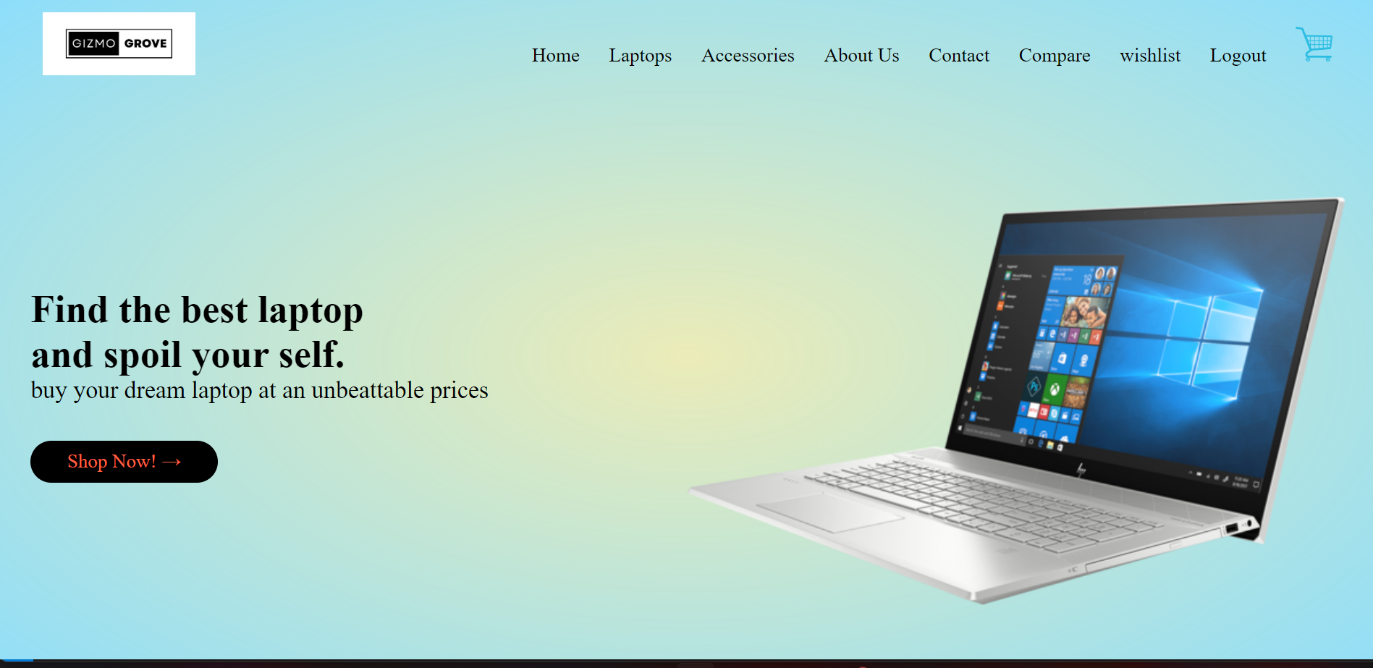 GIZMO GROVE
Home Laptops Accessories About Us Contact Compare wishlist Logout
Find the best laptop
and spoil your self.
buy your dream laptop at an unbeattable prices
Shop Now! →
hp